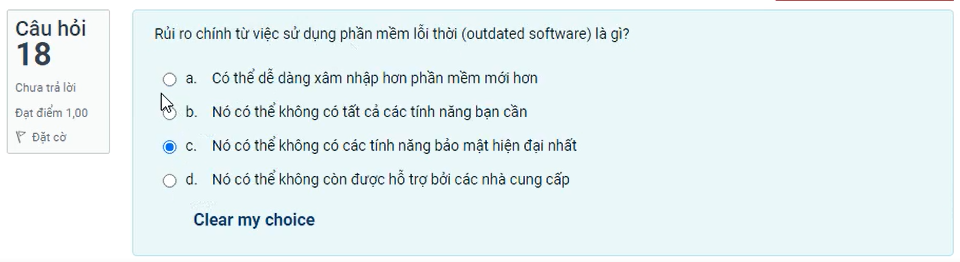 Câu hỏi
18
Chưa trả lời
Đạt điểm 1,00
Đặt cờ
Rủi ro chính từ việc sử dụng phần mềm lỗi thời (outdated software) là gì?
a. Có thể dễ dàng xâm nhập hơn phần mềm mới hơn
b. Nó có thể không có tất cả các tính năng bạn cần
c. Nó có thể không có các tính năng bảo mật hiện đại nhất
d. Nó có thể không còn được hỗ trợ bởi các nhà cung cấp
Clear my choice